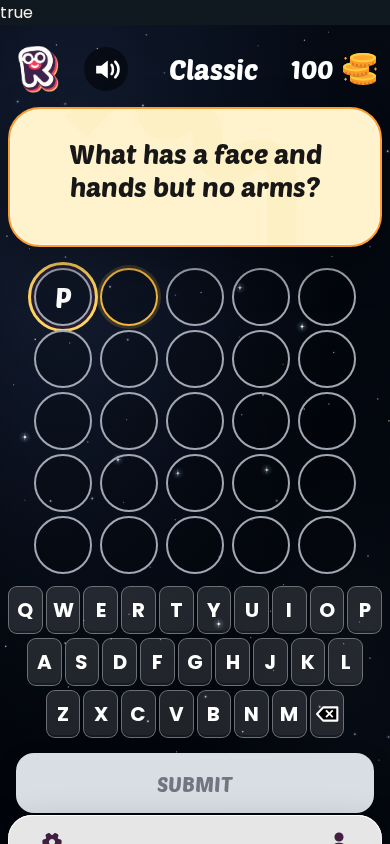 true
R
Classic
100
What has a face and
hands but no arms?
P
Q W E R T Y U I O P
A S D F G H J K L
Z X C V B N M
SUBMIT